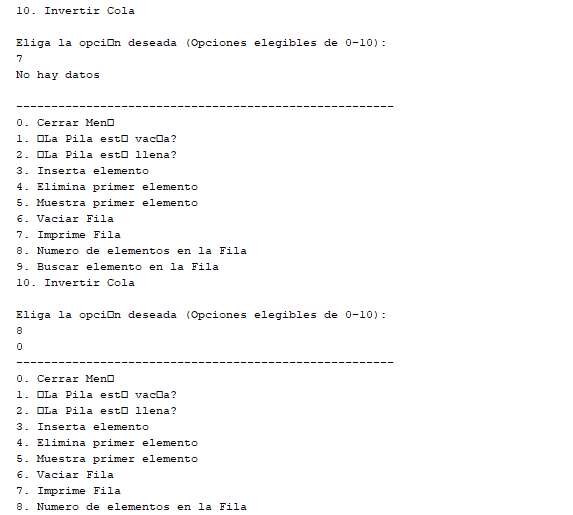 10. Invertir Cola
Eliga la opci□n deseada (Opciones elegibles de 0-10):
7
No hay datos
------------------------------------------------------
0. Cerrar Men□
1. □La Pila est□ vac□a?
2. □La Pila est□ llena?
3. Inserta elemento
4. Elimina primer elemento
5. Muestra primer elemento
6. Vaciar Fila
7. Imprime Fila
8. Numero de elementos en la Fila
9. Buscar elemento en la Fila
10. Invertir Cola
Eliga la opci□n deseada (Opciones elegibles de 0-10):
8
0
------------------------------------------------------
0. Cerrar Men□
1. □La Pila est□ vac□a?
2. □La Pila est□ llena?
3. Inserta elemento
4. Elimina primer elemento
5. Muestra primer elemento
6. Vaciar Fila
7. Imprime Fila
8. Numero de elementos en la Fila